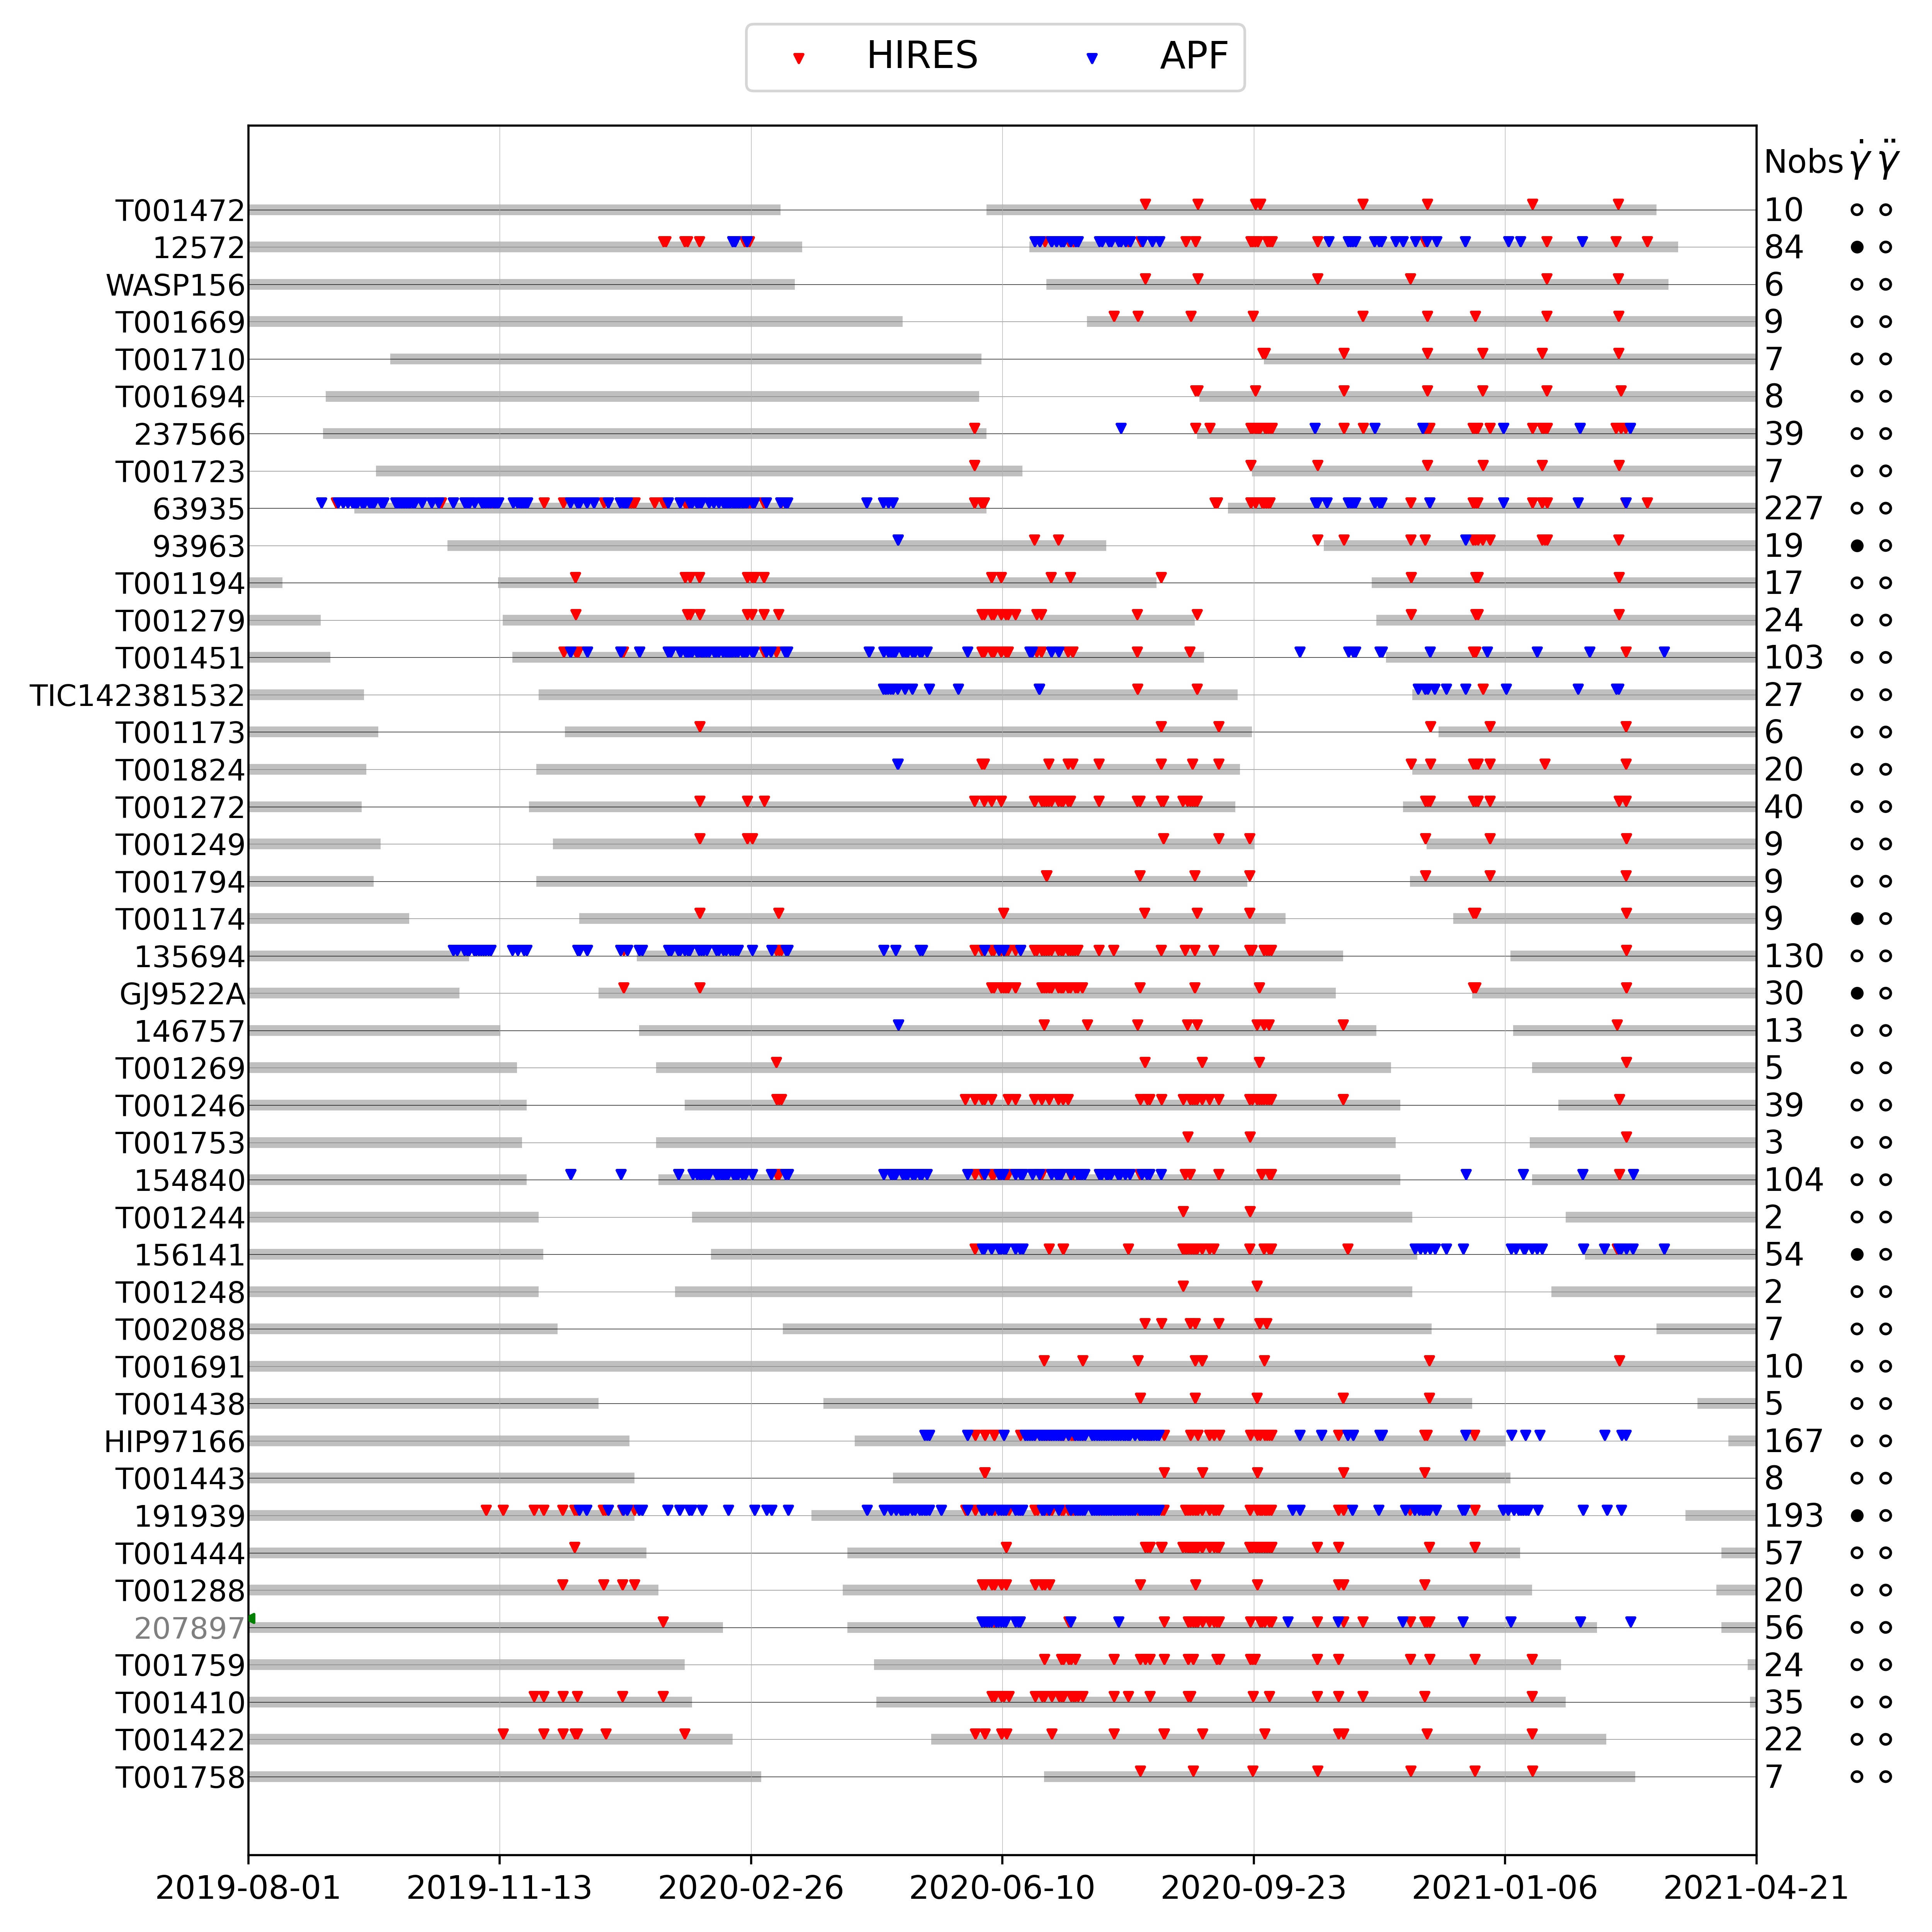 HIRES APF
Nobs γ̇ γ̈
T001472 10
12572 84
WASP156 6
T001669 9
T001710 7
T001694 8
237566 39
T001723 7
63935 227
93963 19
T001194 17
T001279 24
T001451 103
TIC142381532 27
T001173 6
T001824 20
T001272 40
T001249 9
T001794 9
T001174 9
135694 130
GJ9522A 30
146757 13
T001269 5
T001246 39
T001753 3
154840 104
T001244 2
156141 54
T001248 2
T002088 7
T001691 10
T001438 5
HIP97166 167
T001443 8
191939 193
T001444 57
T001288 20
207897 56
T001759 24
T001410 35
T001422 22
T001758 7
2019-08-01 2019-11-13 2020-02-26 2020-06-10 2020-09-23 2021-01-06 2021-04-21